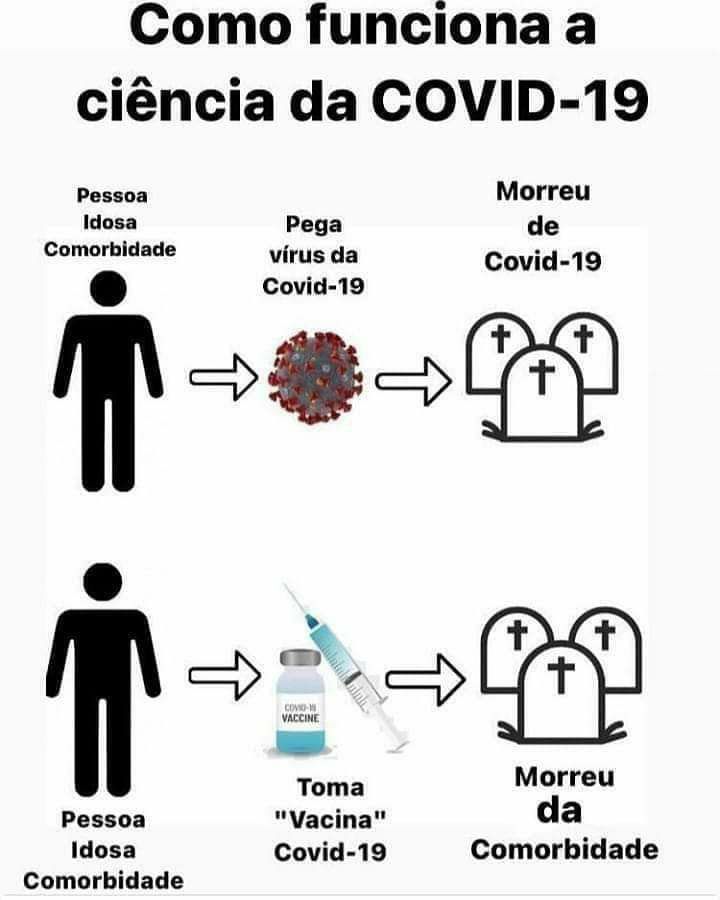 Como funciona a
ciência da COVID-19
Pessoa
Idosa
Comorbidade
Pega
vírus da
Covid-19
Morreu
de
Covid-19
COVID-19
VACCINE
Pessoa
Idosa
Comorbidade
Toma
"Vacina"
Covid-19
Morreu
da
Comorbidade